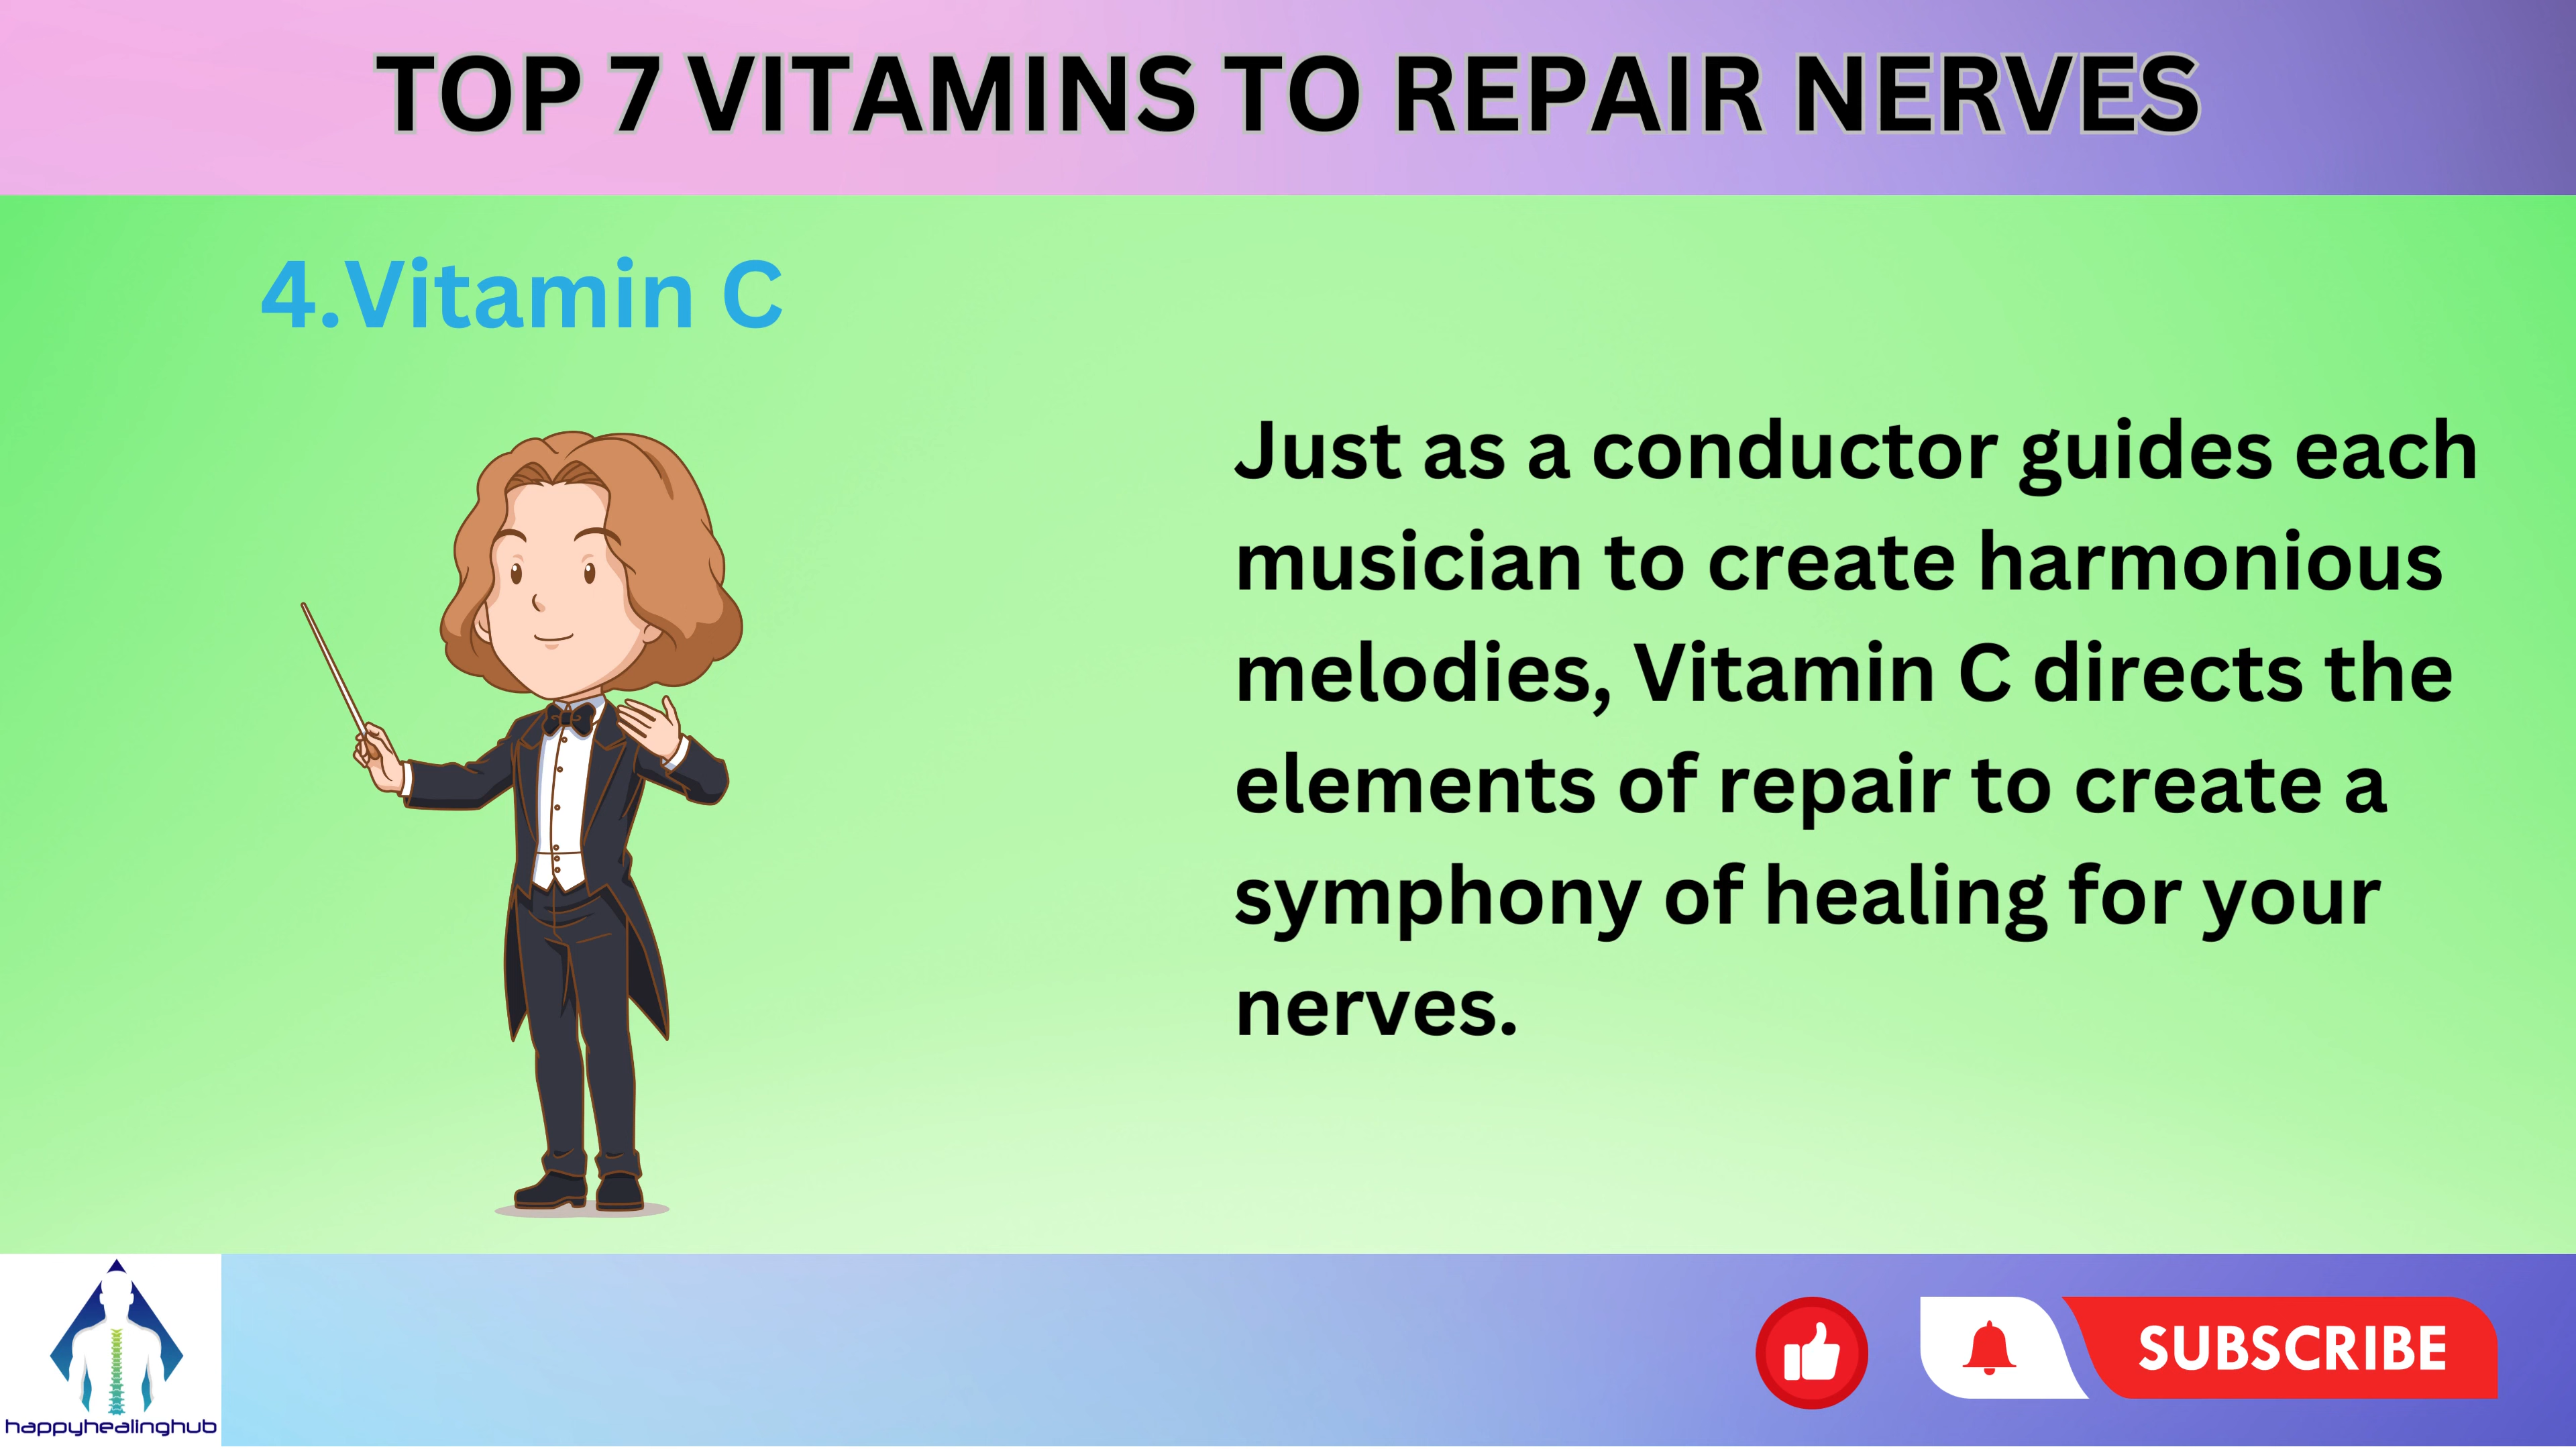 TOP 7 VITAMINS TO REPAIR NERVES
4.Vitamin C
Just as a conductor guides each
musician to create harmonious
melodies, Vitamin C directs the
elements of repair to create a
symphony of healing for your
nerves.
happyhealinghub
SUBSCRIBE